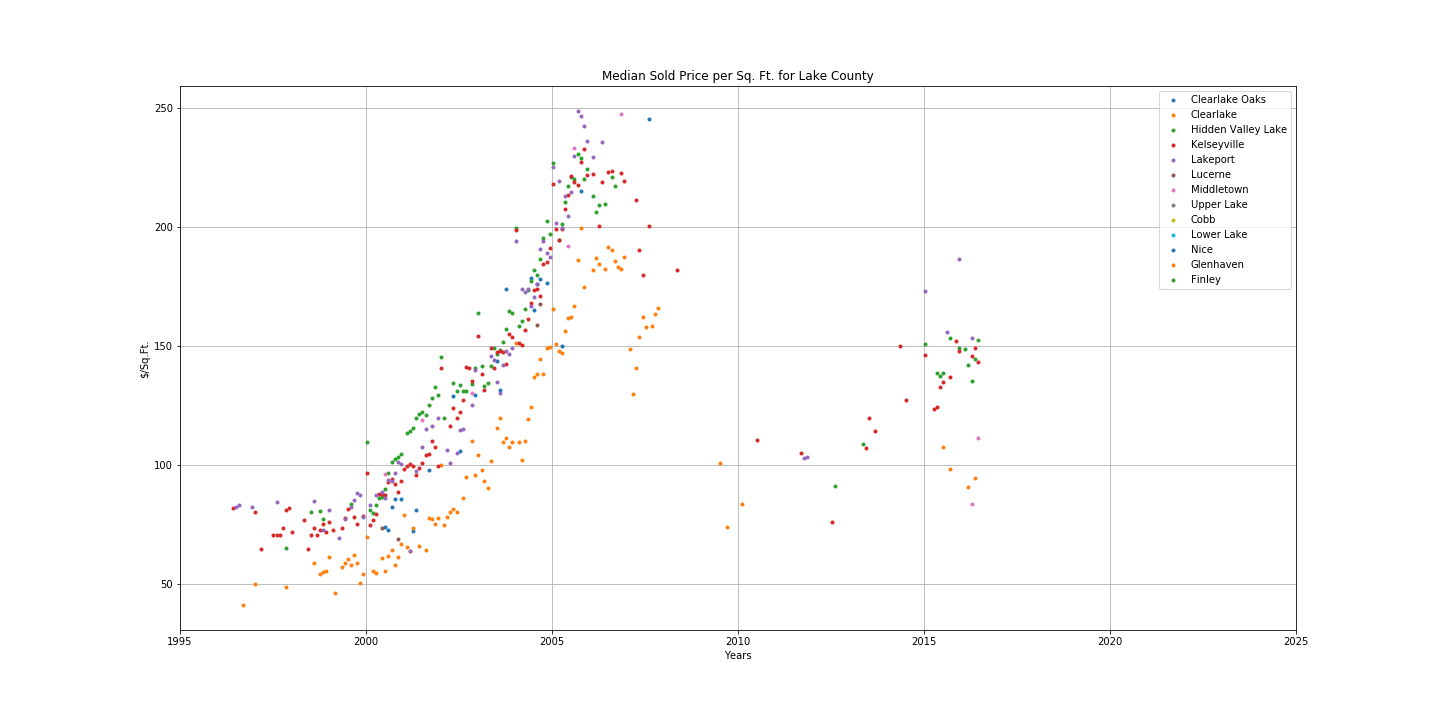 Median Sold Price per Sq. Ft. for Lake County
250
200
150
100
50
$/Sq.Ft.
1995
2000
2005
2010
2015
2020
2025
Years
Clearlake Oaks
Clearlake
Hidden Valley Lake
Kelseyville
Lakeport
Lucerne
Middletown
Upper Lake
Cobb
Lower Lake
Nice
Glenhaven
Finley